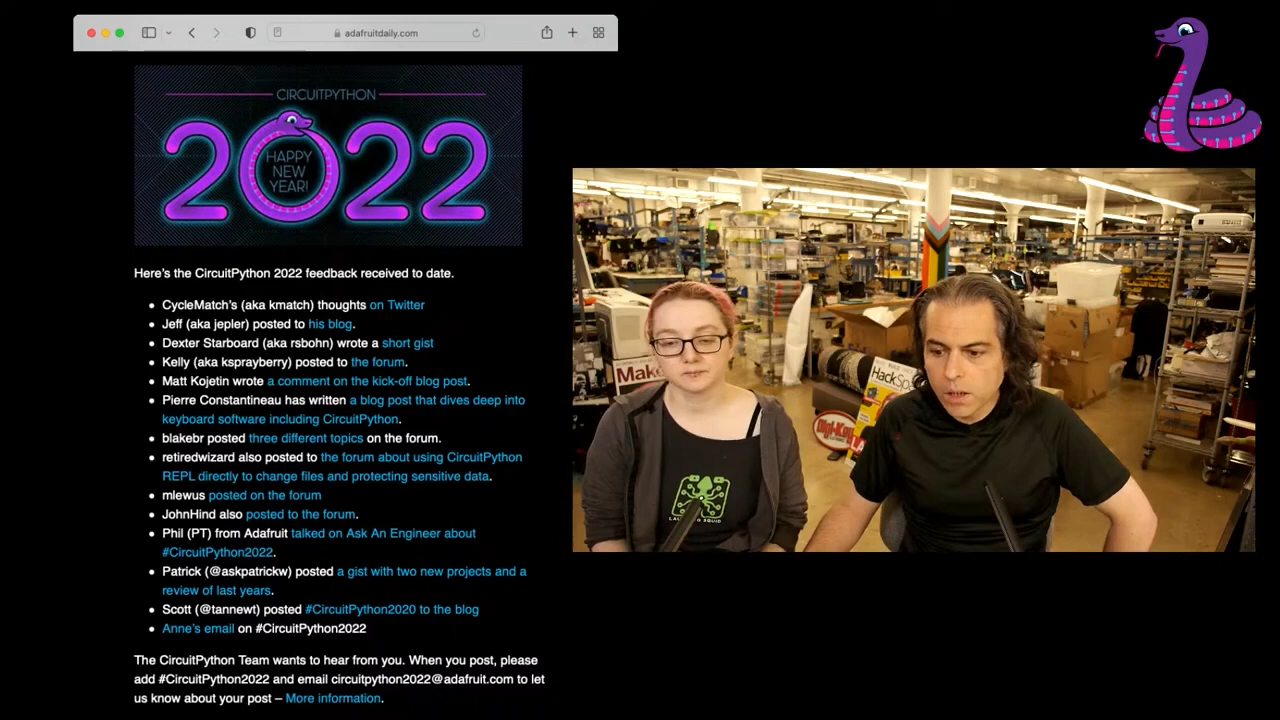 adafruitdaily.com
CIRCUITPYTHON
2022
HAPPY
NEW
YEAR!
Here's the CircuitPython 2022 feedback received to date.
• CycleMatch's (aka kmatch) thoughts on Twitter
• Jeff (aka jepler) posted to his blog.
• Dexter Starboard (aka rsbohn) wrote a short gist
• Kelly (aka ksprayberry) posted to the forum.
• Matt Kojetin wrote a comment on the kick-off blog post.
• Pierre Constantineau has written a blog post that dives deep into
keyboard software including CircuitPython.
• blakebr posted three different topics on the forum.
• retiredwizard also posted to the forum about using CircuitPython
REPL directly to change files and protecting sensitive data.
• mlewus posted on the forum
• JohnHind also posted to the forum.
• Phil (PT) from Adafruit talked on Ask An Engineer about
#CircuitPython2022.
• Patrick (@askpatrickw) posted a gist with two new projects and a
review of last years.
• Scott (@tannewt) posted #CircuitPython2020 to the blog
• Anne's email on #CircuitPython2022
The CircuitPython Team wants to hear from you. When you post, please
add #CircuitPython2022 and email circuitpython2022@adafruit.com to let
us know about your post – More information.
Make:
HackSp
Digi-Key
SQUID